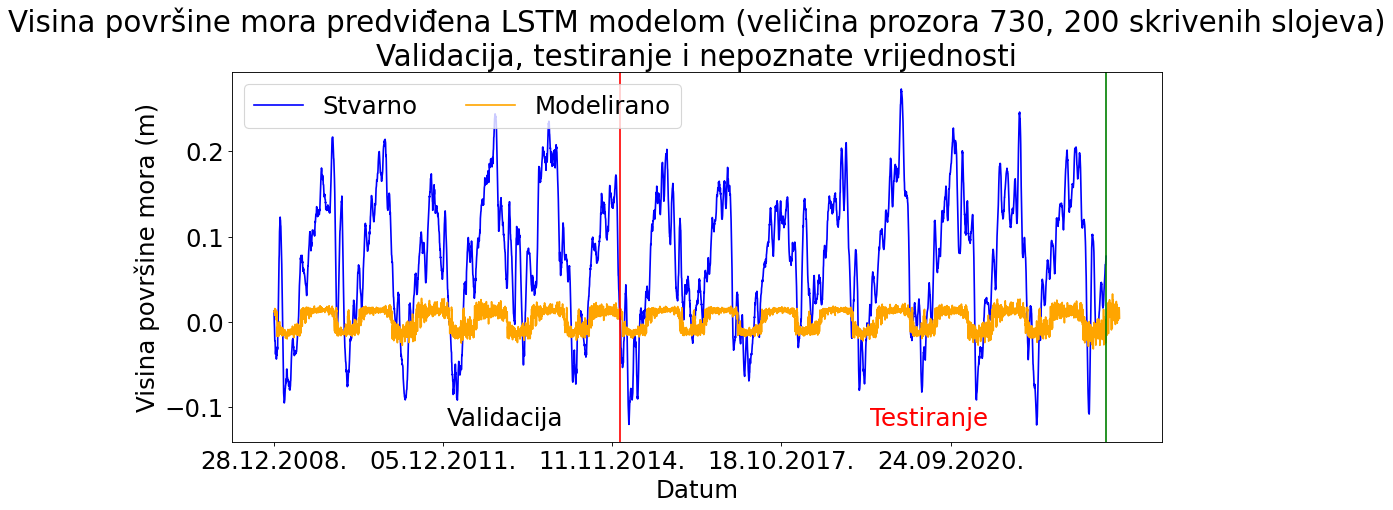 Visina površine mora predviđena LSTM modelom (veličina prozora 730, 200 skrivenih slojeva)
Validacija, testiranje i nepoznate vrijednosti
Stvarno
Modelirano
Visina površine mora (m)
0.2
0.1
0.0
−0.1
Validacija
Testiranje
28.12.2008.
05.12.2011.
11.11.2014.
18.10.2017.
24.09.2020.
Datum